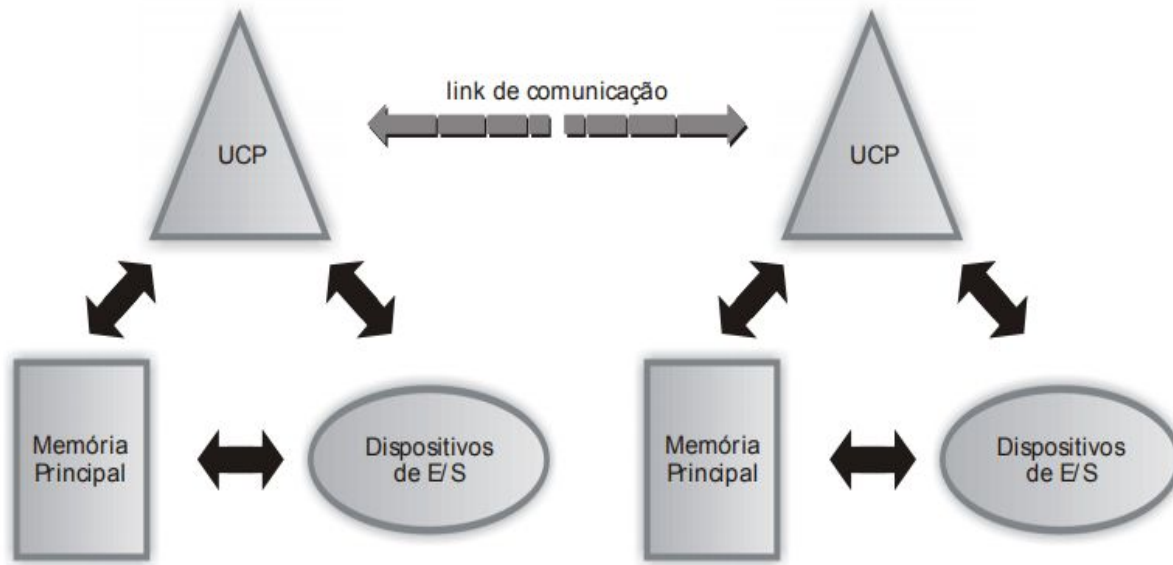 link de comunicação
UCP
UCP
Memória
Principal
Dispositivos
de E/S
Memória
Principal
Dispositivos
de E/S